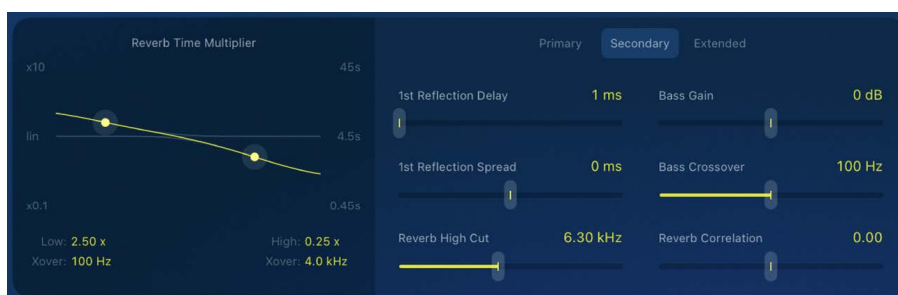 Reverb Time Multiplier
x10
45s
lin
4.5s
x0.1
0.45s
Low: 2.50 x
High: 0.25 x
Xover: 100 Hz
Xover: 4.0 kHz
Primary Secondary Extended
1st Reflection Delay 1 ms
Bass Gain 0 dB
1st Reflection Spread 0 ms
Bass Crossover 100 Hz
Reverb High Cut 6.30 kHz
Reverb Correlation 0.00